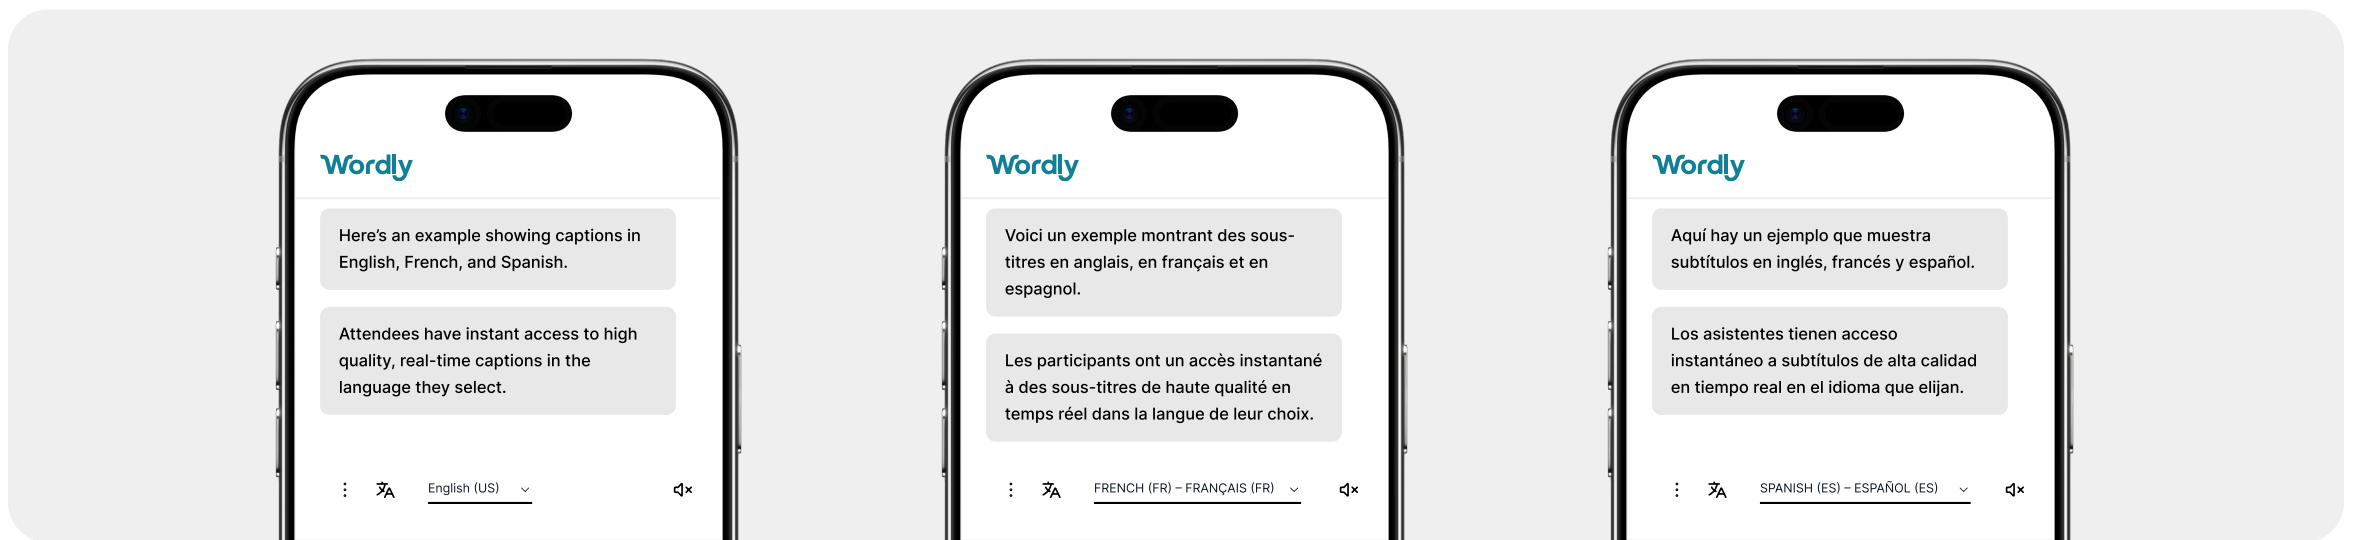 Wordly
Here’s an example showing captions in
English, French, and Spanish.
Attendees have instant access to high
quality, real-time captions in the
language they select.
English (US)
Wordly
Voici un exemple montrant des sous-
titres en anglais, en français et en
espagnol.
Les participants ont un accès instantané
à des sous-titres de haute qualité en
temps réel dans la langue de leur choix.
FRENCH (FR) – FRANÇAIS (FR)
Wordly
Aquí hay un ejemplo que muestra
subtítulos en inglés, francés y español.
Los asistentes tienen acceso
instantáneo a subtítulos de alta calidad
en tiempo real en el idioma que elijan.
SPANISH (ES) – ESPAÑOL (ES)